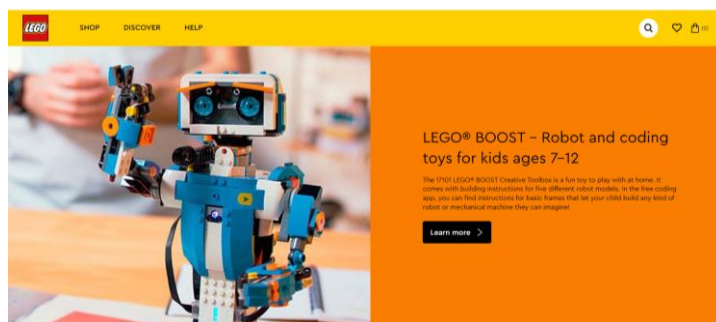 LEGO
SHOP
DISCOVER
HELP
(0)
LEGO® BOOST – Robot and coding
toys for kids ages 7–12
The 17101 LEGO® BOOST Creative Toolbox is a fun toy to play with at home. It
comes with building instructions for five different robot models. In the free coding
app, you can find instructions for basic frames that let your child build any kind of
robot or mechanical machine they can imagine!
Learn more